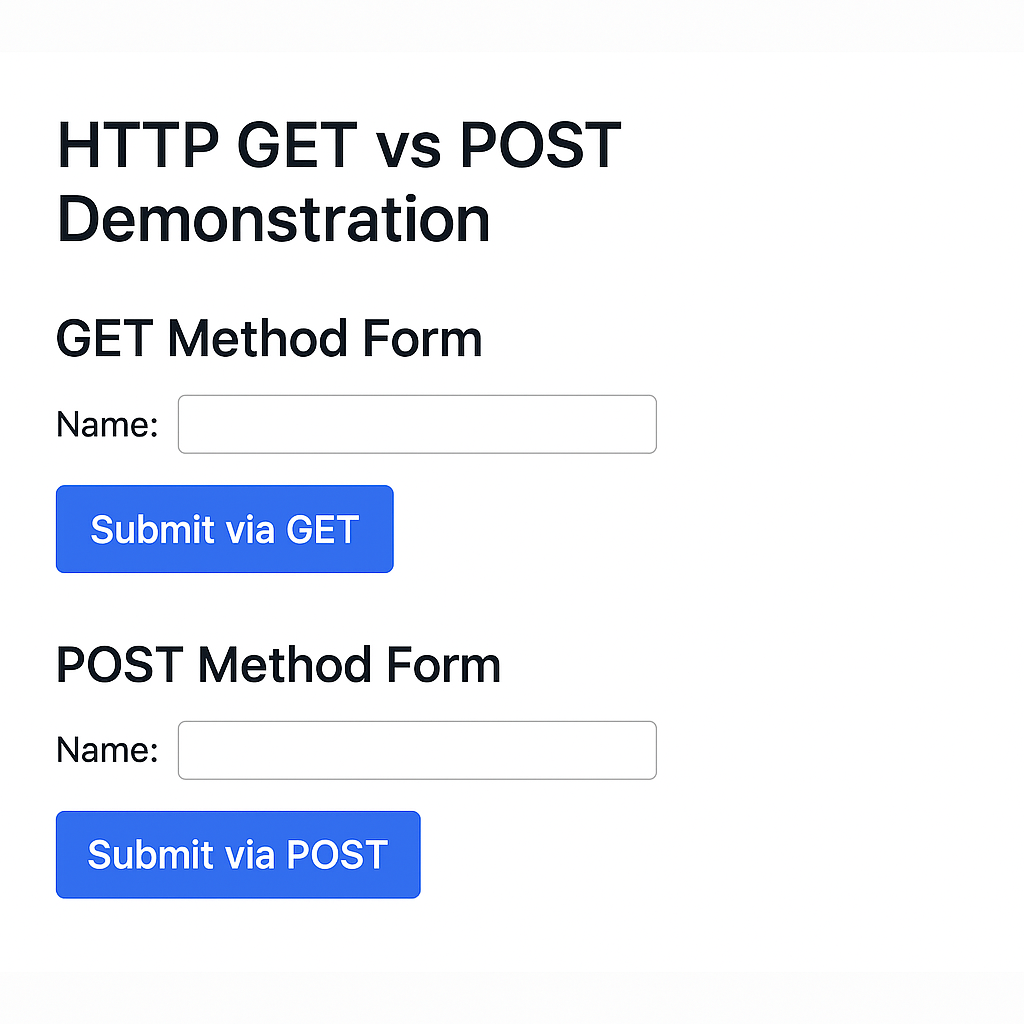 HTTP GET vs POST
Demonstration
GET Method Form
Name:
Submit via GET
POST Method Form
Name:
Submit via POST